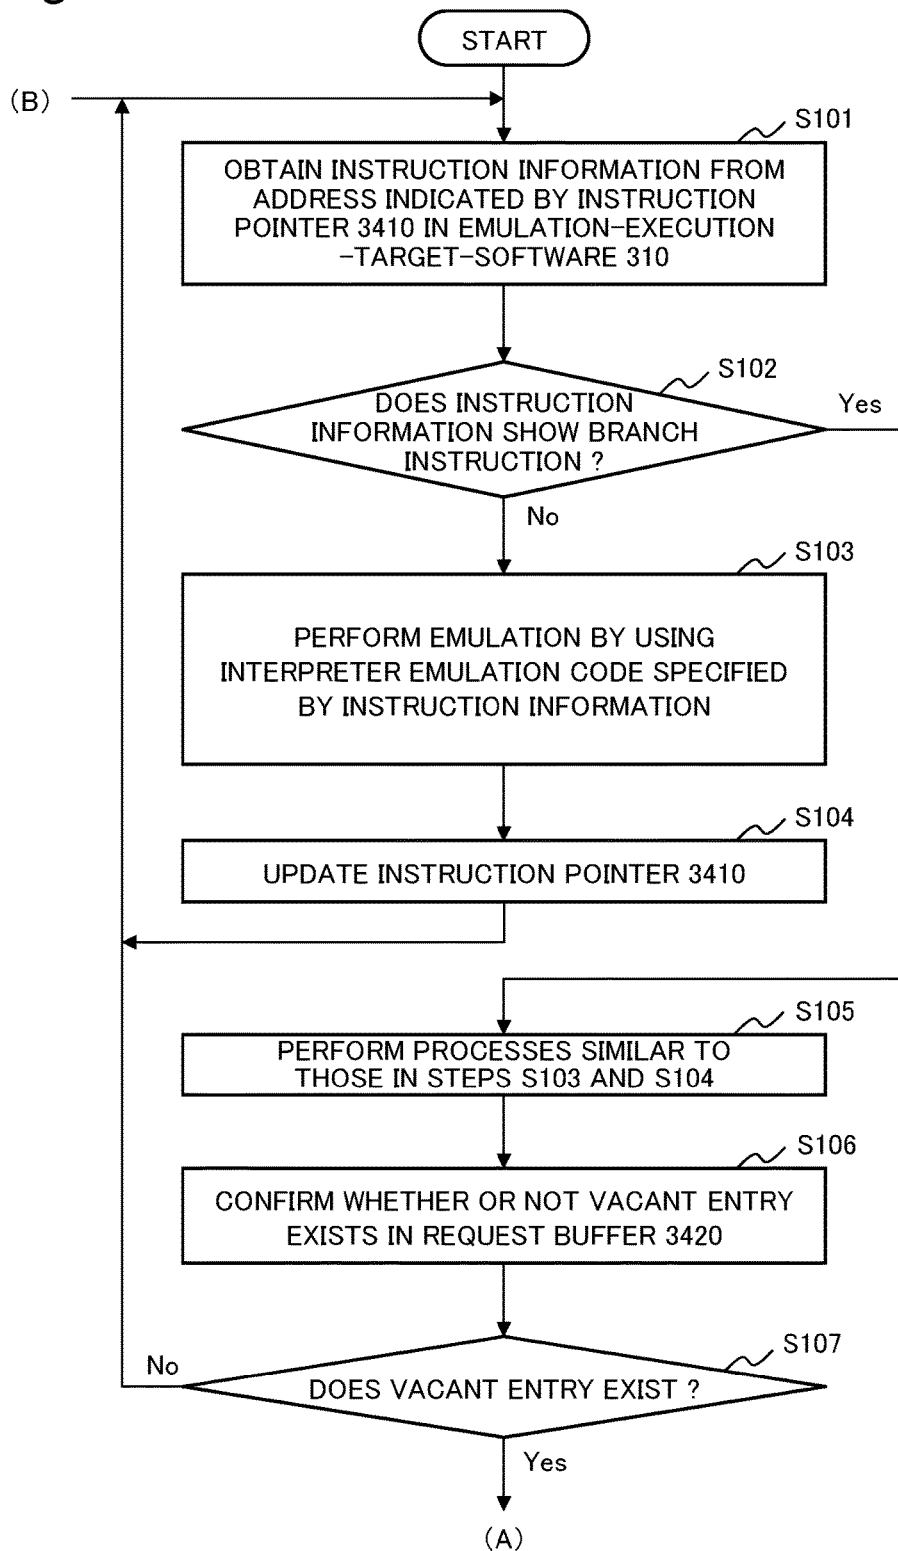 START
(B)
S101
OBTAIN INSTRUCTION INFORMATION FROM
ADDRESS INDICATED BY INSTRUCTION
POINTER 3410 IN EMULATION-EXECUTION
-TARGET-SOFTWARE 310
S102
DOES INSTRUCTION
INFORMATION SHOW BRANCH
INSTRUCTION ?
Yes
No
S103
PERFORM EMULATION BY USING
INTERPRETER EMULATION CODE SPECIFIED
BY INSTRUCTION INFORMATION
S104
UPDATE INSTRUCTION POINTER 3410
S105
PERFORM PROCESSES SIMILAR TO
THOSE IN STEPS S103 AND S104
S106
CONFIRM WHETHER OR NOT VACANT ENTRY
EXISTS IN REQUEST BUFFER 3420
S107
No
DOES VACANT ENTRY EXIST ?
Yes
(A)